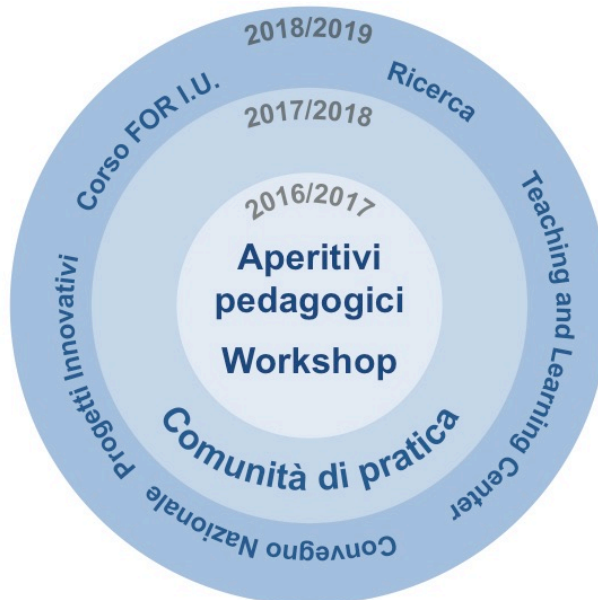 2018/2019
Corso FOR I.U.
Ricerca
Teaching and Learning Center
Convegno Nazionale
Progetti Innovativi
2017/2018
Comunità di pratica
2016/2017
Aperitivi
pedagogici
Workshop